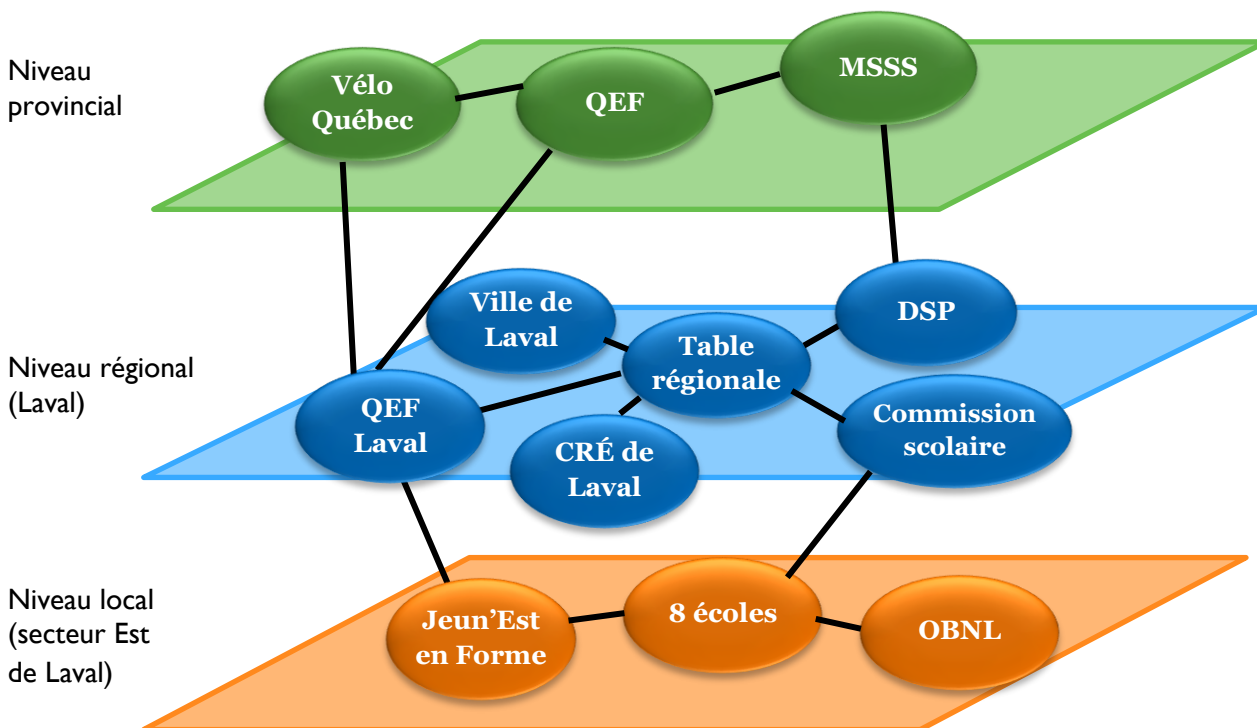 Niveau
provincial
Vélo
Québec
QEF
MSSS
Niveau régional
(Laval)
Ville de
Laval
Table
régionale
DSP
QEF
Laval
CRÉ de
Laval
Commission
scolaire
Niveau local
(secteur Est
de Laval)
Jeun’Est
en Forme
8 écoles
OBNL